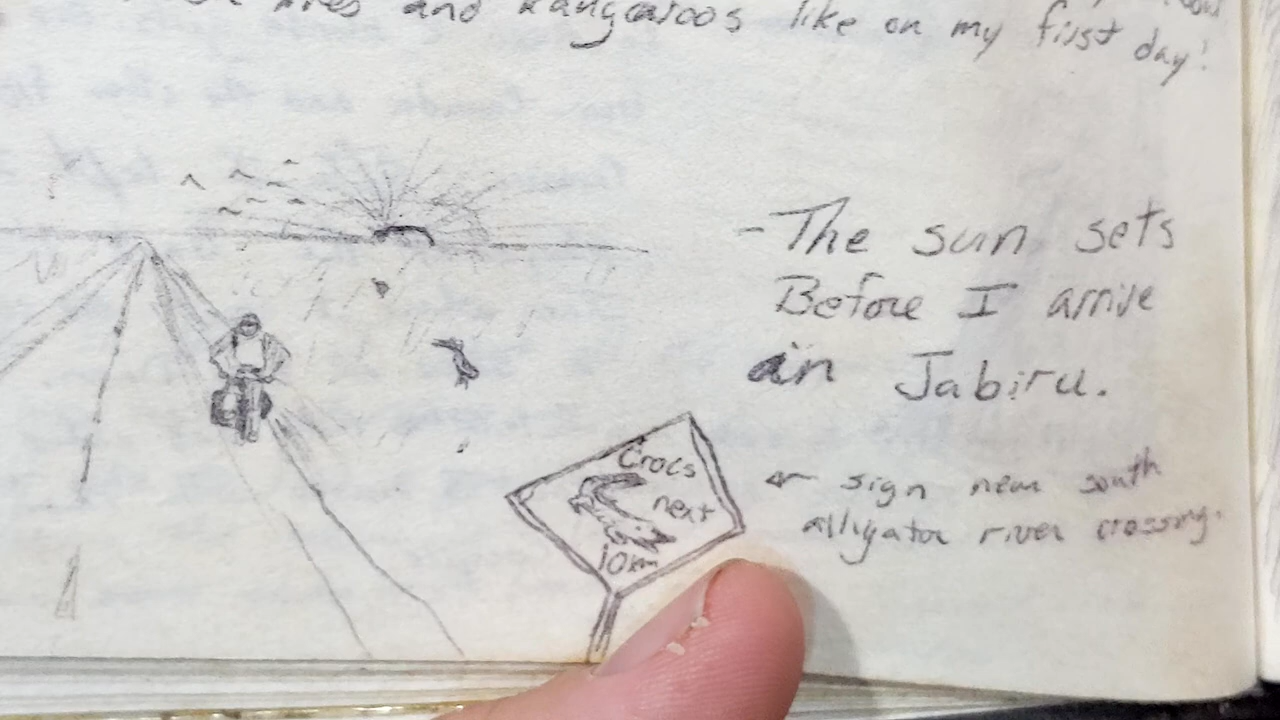 and Kangaroos like on my first day!
-The sun sets
Before I arrive
in Jabiru.
Crocs
next
10km
sign near south
alligator river crossing.